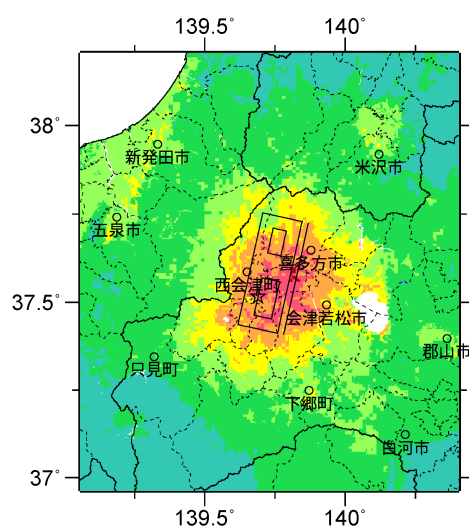 139.5° 140°
38°
新発田市
米沢市
五泉市
喜多方市
西会津町
37.5°
会津若松市
郡山市
只見町
下郷町
白河市
37°
139.5° 140°